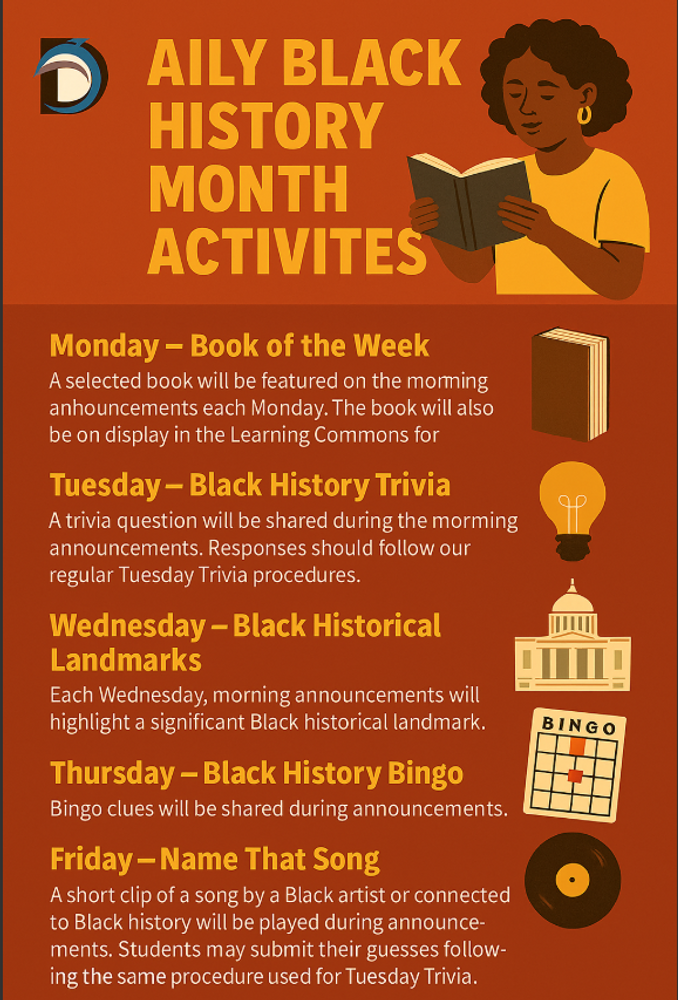 D
AILY BLACK
HISTORY
MONTH
ACTIVITES
Monday – Book of the Week
A selected book will be featured on the morming
anhouncements each Monday. The book will also
be on display in the Learning Commons for
Tuesday – Black History Trivia
A trivia question will be shared during the morming
announcements. Responses should follow our
regular Tuesday Trivia procedures.
Wednesday – Black Historical
Landmarks
Each Wednesday, morning announcements will
highlight a significant Black historical landmark.
BINGO
Thursday – Black History Bingo
Bingo clues will be shared during announcements.
Friday – Name That Song
A short clip of a song by a Black artist or connected
to Black history will be played during announce-
ments. Students may submit their guesses follow-
ing the same procedure used for Tuesday Trivia.